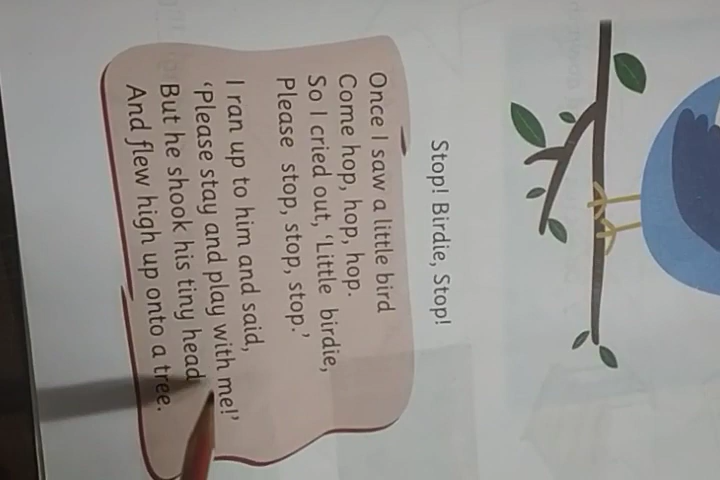 Stop! Birdie, Stop!
Once I saw a little bird
Come hop, hop, hop.
So I cried out, ‘Little birdie,
Please stop, stop, stop.’
I ran up to him and said,
‘Please stay and play with me!’
But he shook his tiny head
And flew high up onto a tree.